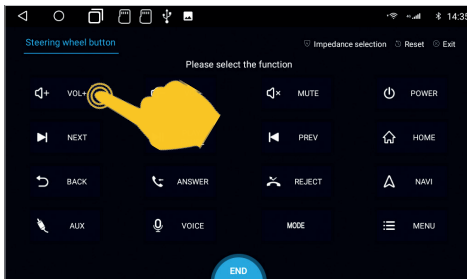 14:35
Steering wheel button
Impedance selection Reset Exit
Please select the function
VOL+ MUTE POWER
NEXT PREV HOME
BACK ANSWER REJECT NAVI
AUX VOICE MODE MENU
END